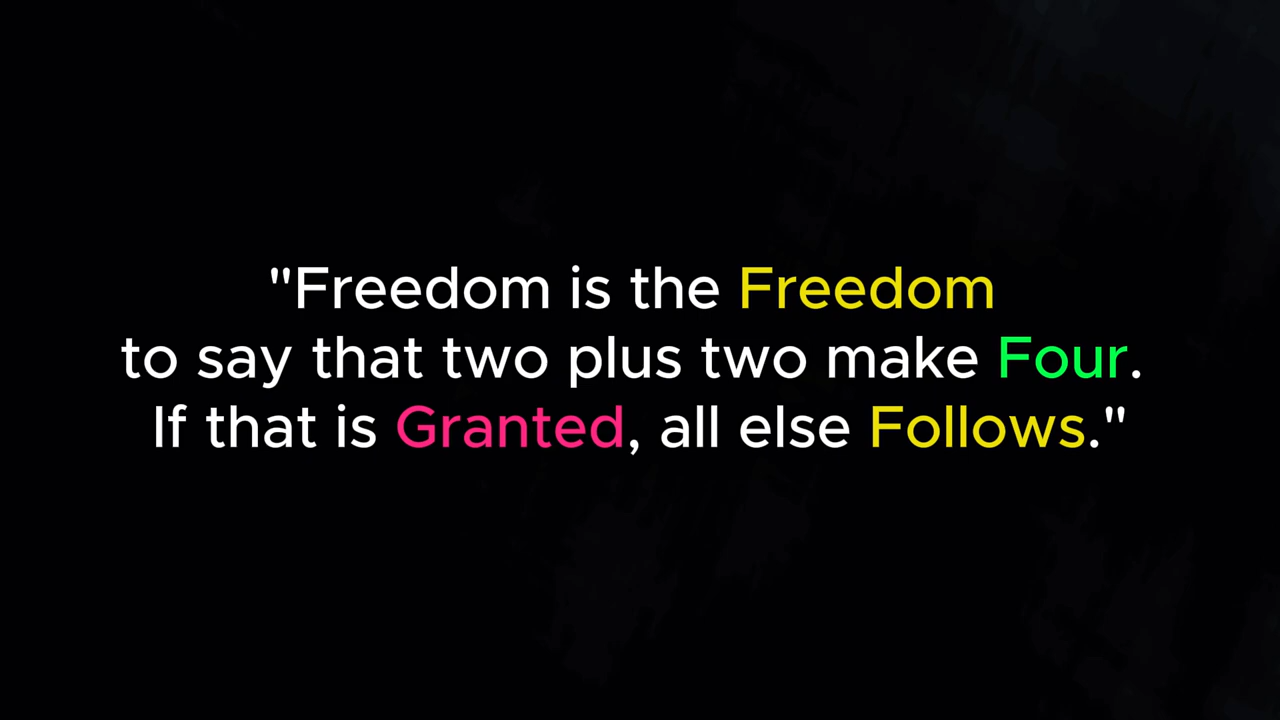 "Freedom is the Freedom
to say that two plus two make Four.
If that is Granted, all else Follows."